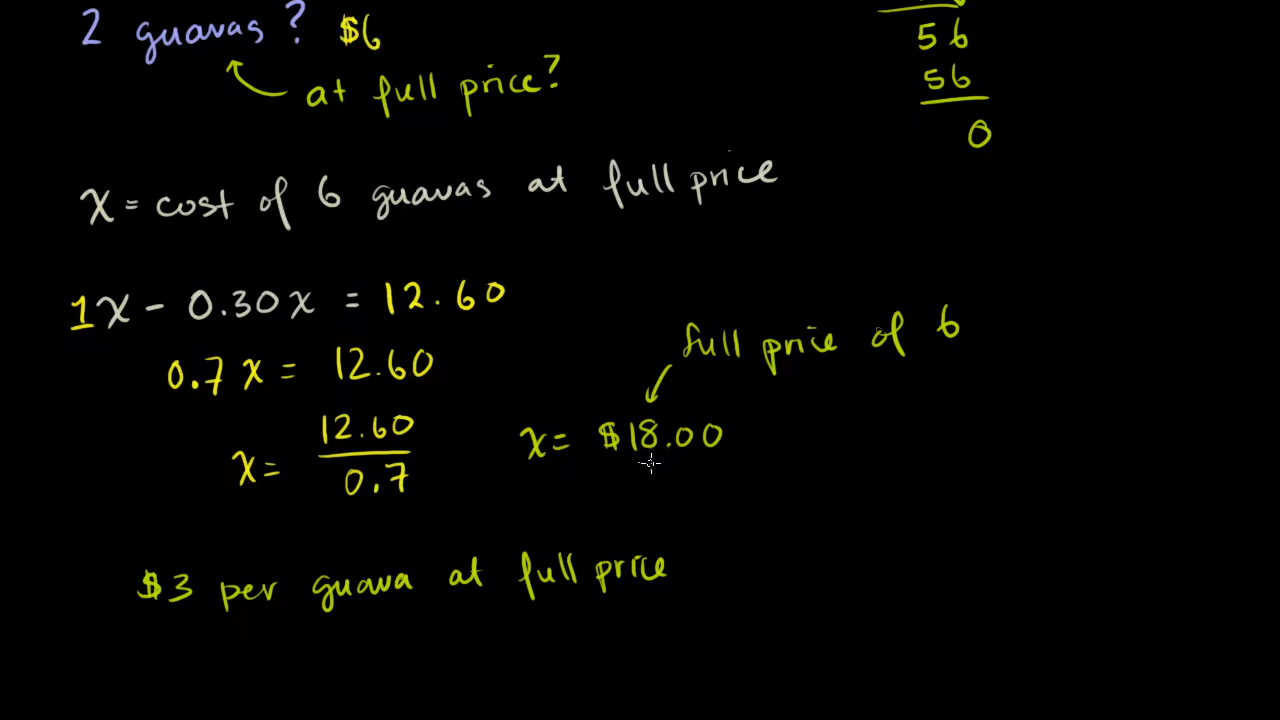 2 guavas? $6
at full price?
56
56
0
x = cost of 6 guavas at full price
1x - 0.30x = 12.60
0.7x = 12.60
full price of 6
x = 12.60
0.7
x = $18.00
$3 per guava at full price